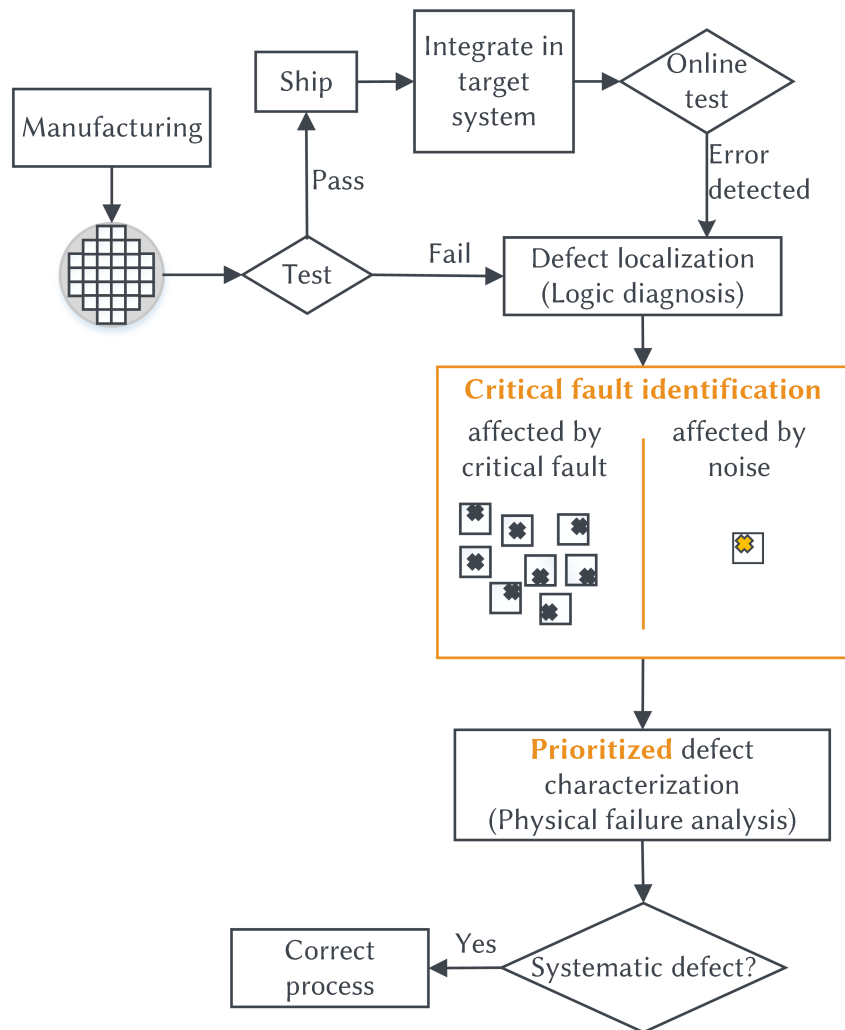 Manufacturing
Ship
Integrate in
target
system
Online
test
Pass
Error
detected
Test
Fail
Defect localization
(Logic diagnosis)
Critical fault identification
affected by
critical fault
affected by
noise
Prioritized defect
characterization
(Physical failure analysis)
Systematic defect?
Yes
Correct
process